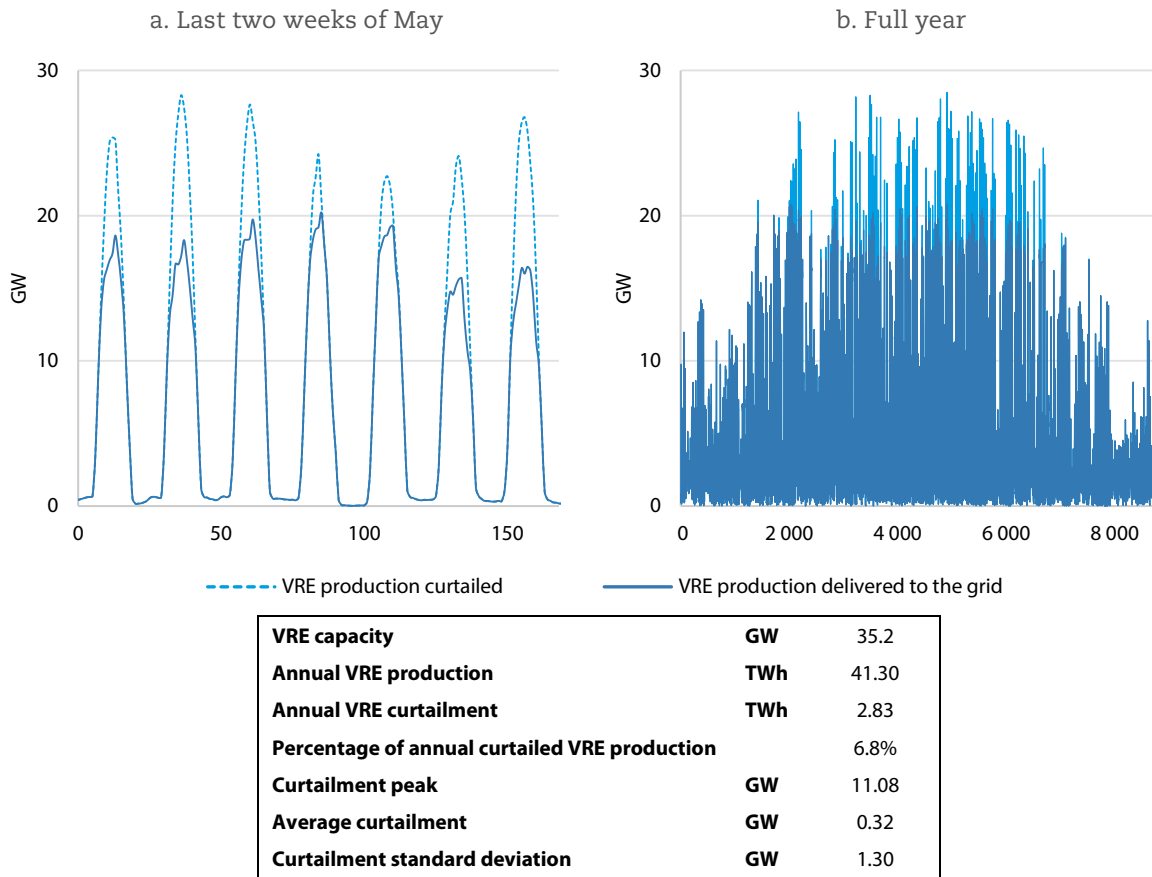 a. Last two weeks of May
b. Full year
30
20
10
0
GW
0 50 100 150
30
20
10
0
GW
0 2 000 4 000 6 000 8 000
VRE production curtailed VRE production delivered to the grid
VRE capacity GW 35.2
Annual VRE production TWh 41.30
Annual VRE curtailment TWh 2.83
Percentage of annual curtailed VRE production 6.8%
Curtailment peak GW 11.08
Average curtailment GW 0.32
Curtailment standard deviation GW 1.30